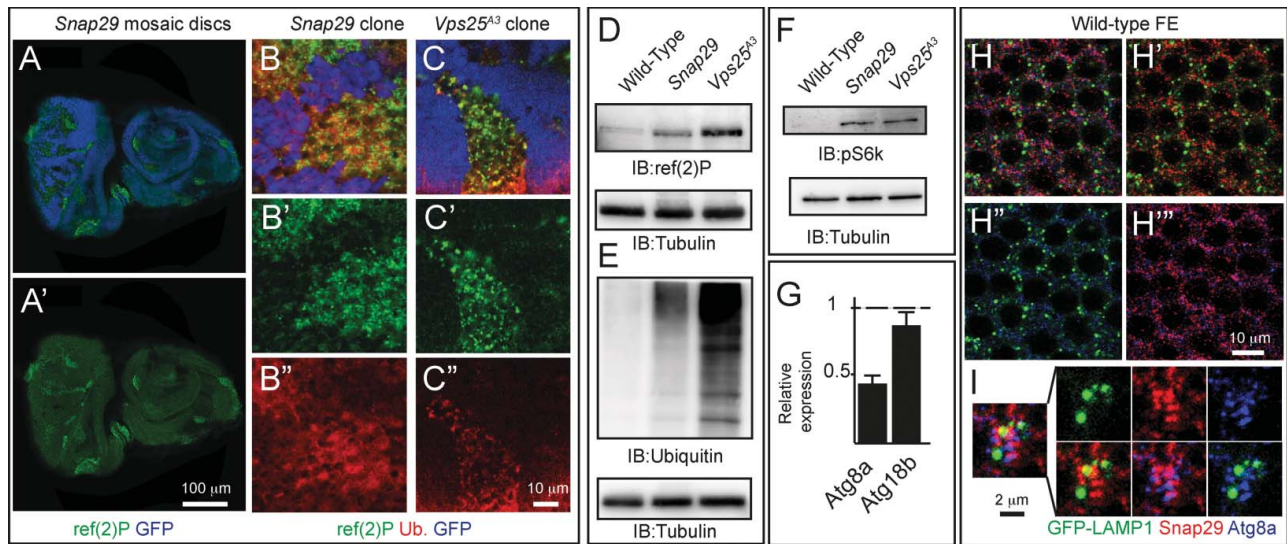 Snap29 mosaic discs
A
A'
100 μm
ref(2)P GFP
Snap29 clone
Vps25A3 clone
B
C
B'
C'
B"
C"
10 μm
ref(2)P Ub. GFP
D
Wild-Type
Snap29
Vps25A3
IB:ref(2)P
IB:Tubulin
E
IB:Ubiquitin
IB:Tubulin
F
Wild-Type
Snap29
Vps25A3
IB:pS6k
IB:Tubulin
G
1
0.5
Relative
expression
Atg8a
Atg18b
Wild-type FE
H
H'
H"
H'"
10 μm
I
2 μm
GFP-LAMP1 Snap29 Atg8a